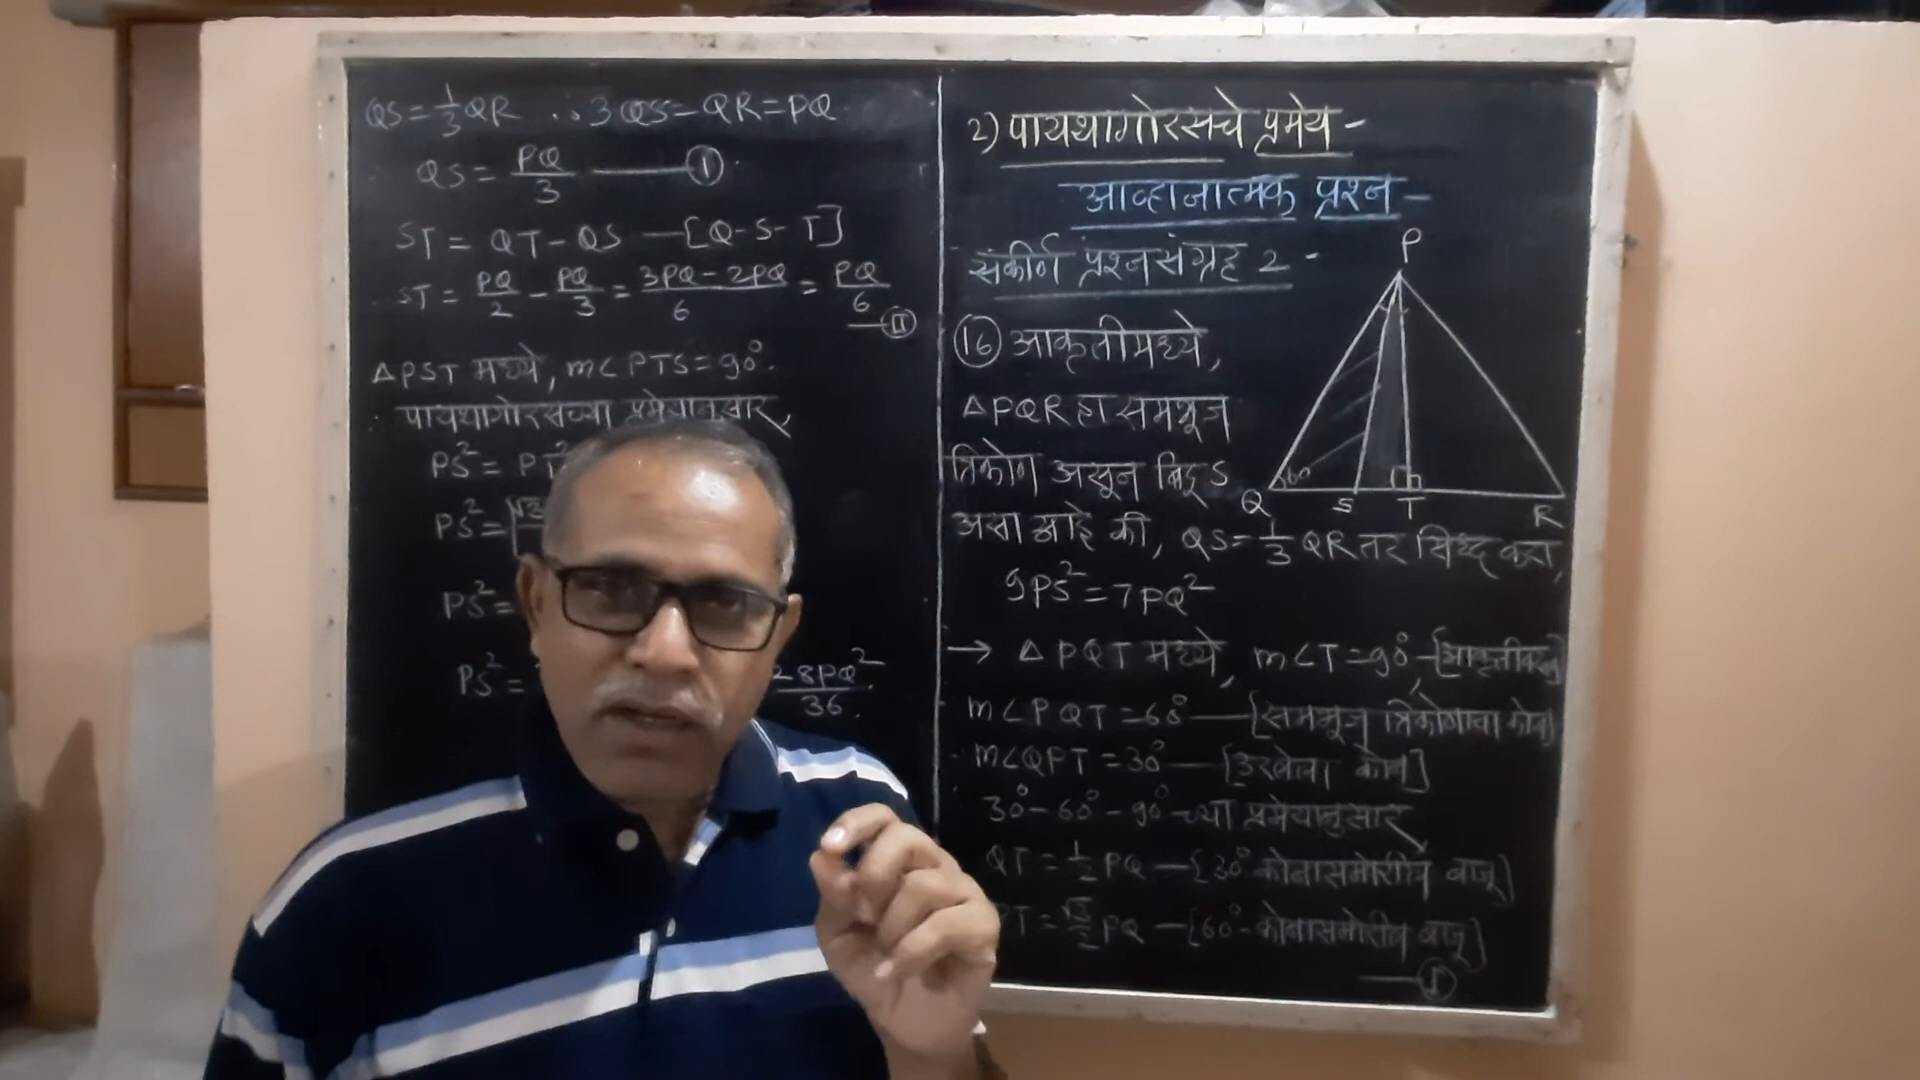 QS = 1/3 QR ∴ 3QS = QR = PQ
QS = PQ/3 — I
ST = QT - QS — [Q-S-T]
ST = PQ/2 - PQ/3 = 3PQ - 2PQ/6 = PQ/6 — II
△PST मध्ये, m∠PTS = 90°.
पायथागोरसच्या प्रमेयानुसार,
PS² = P
PS² = √3
PS² =
PS² = 28PQ²/36
2) पायथागोरसचे प्रमेय -
आव्हानात्मक प्रश्न -
संकीर्ण प्रश्नसंग्रह 2 -
P
60°
Q S T R
16 आकृतीमध्ये,
△PQR हा समभूज
त्रिकोण असून बिंदू S
असा आहे की, QS = 1/3 QR तर सिध्द करा,
9PS² = 7PQ²
→ △PQT मध्ये, m∠T = 90°, —[आकृतीवरून]
m∠PQT = 60° —[समभूज त्रिकोणाचा कोन]
m∠QPT = 30° —[उरलेला कोन]
30° - 60° - 90° च्या प्रमेयानुसार
QT = 1/2 PQ —[30° कोनासमोरील बाजू]
PT = √3/2 PQ —[60° कोनासमोरील बाजू]
— I